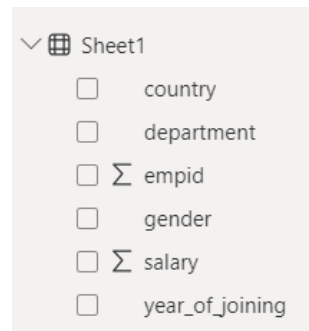 Sheet1
country
department
∑ empid
gender
∑ salary
year_of_joining